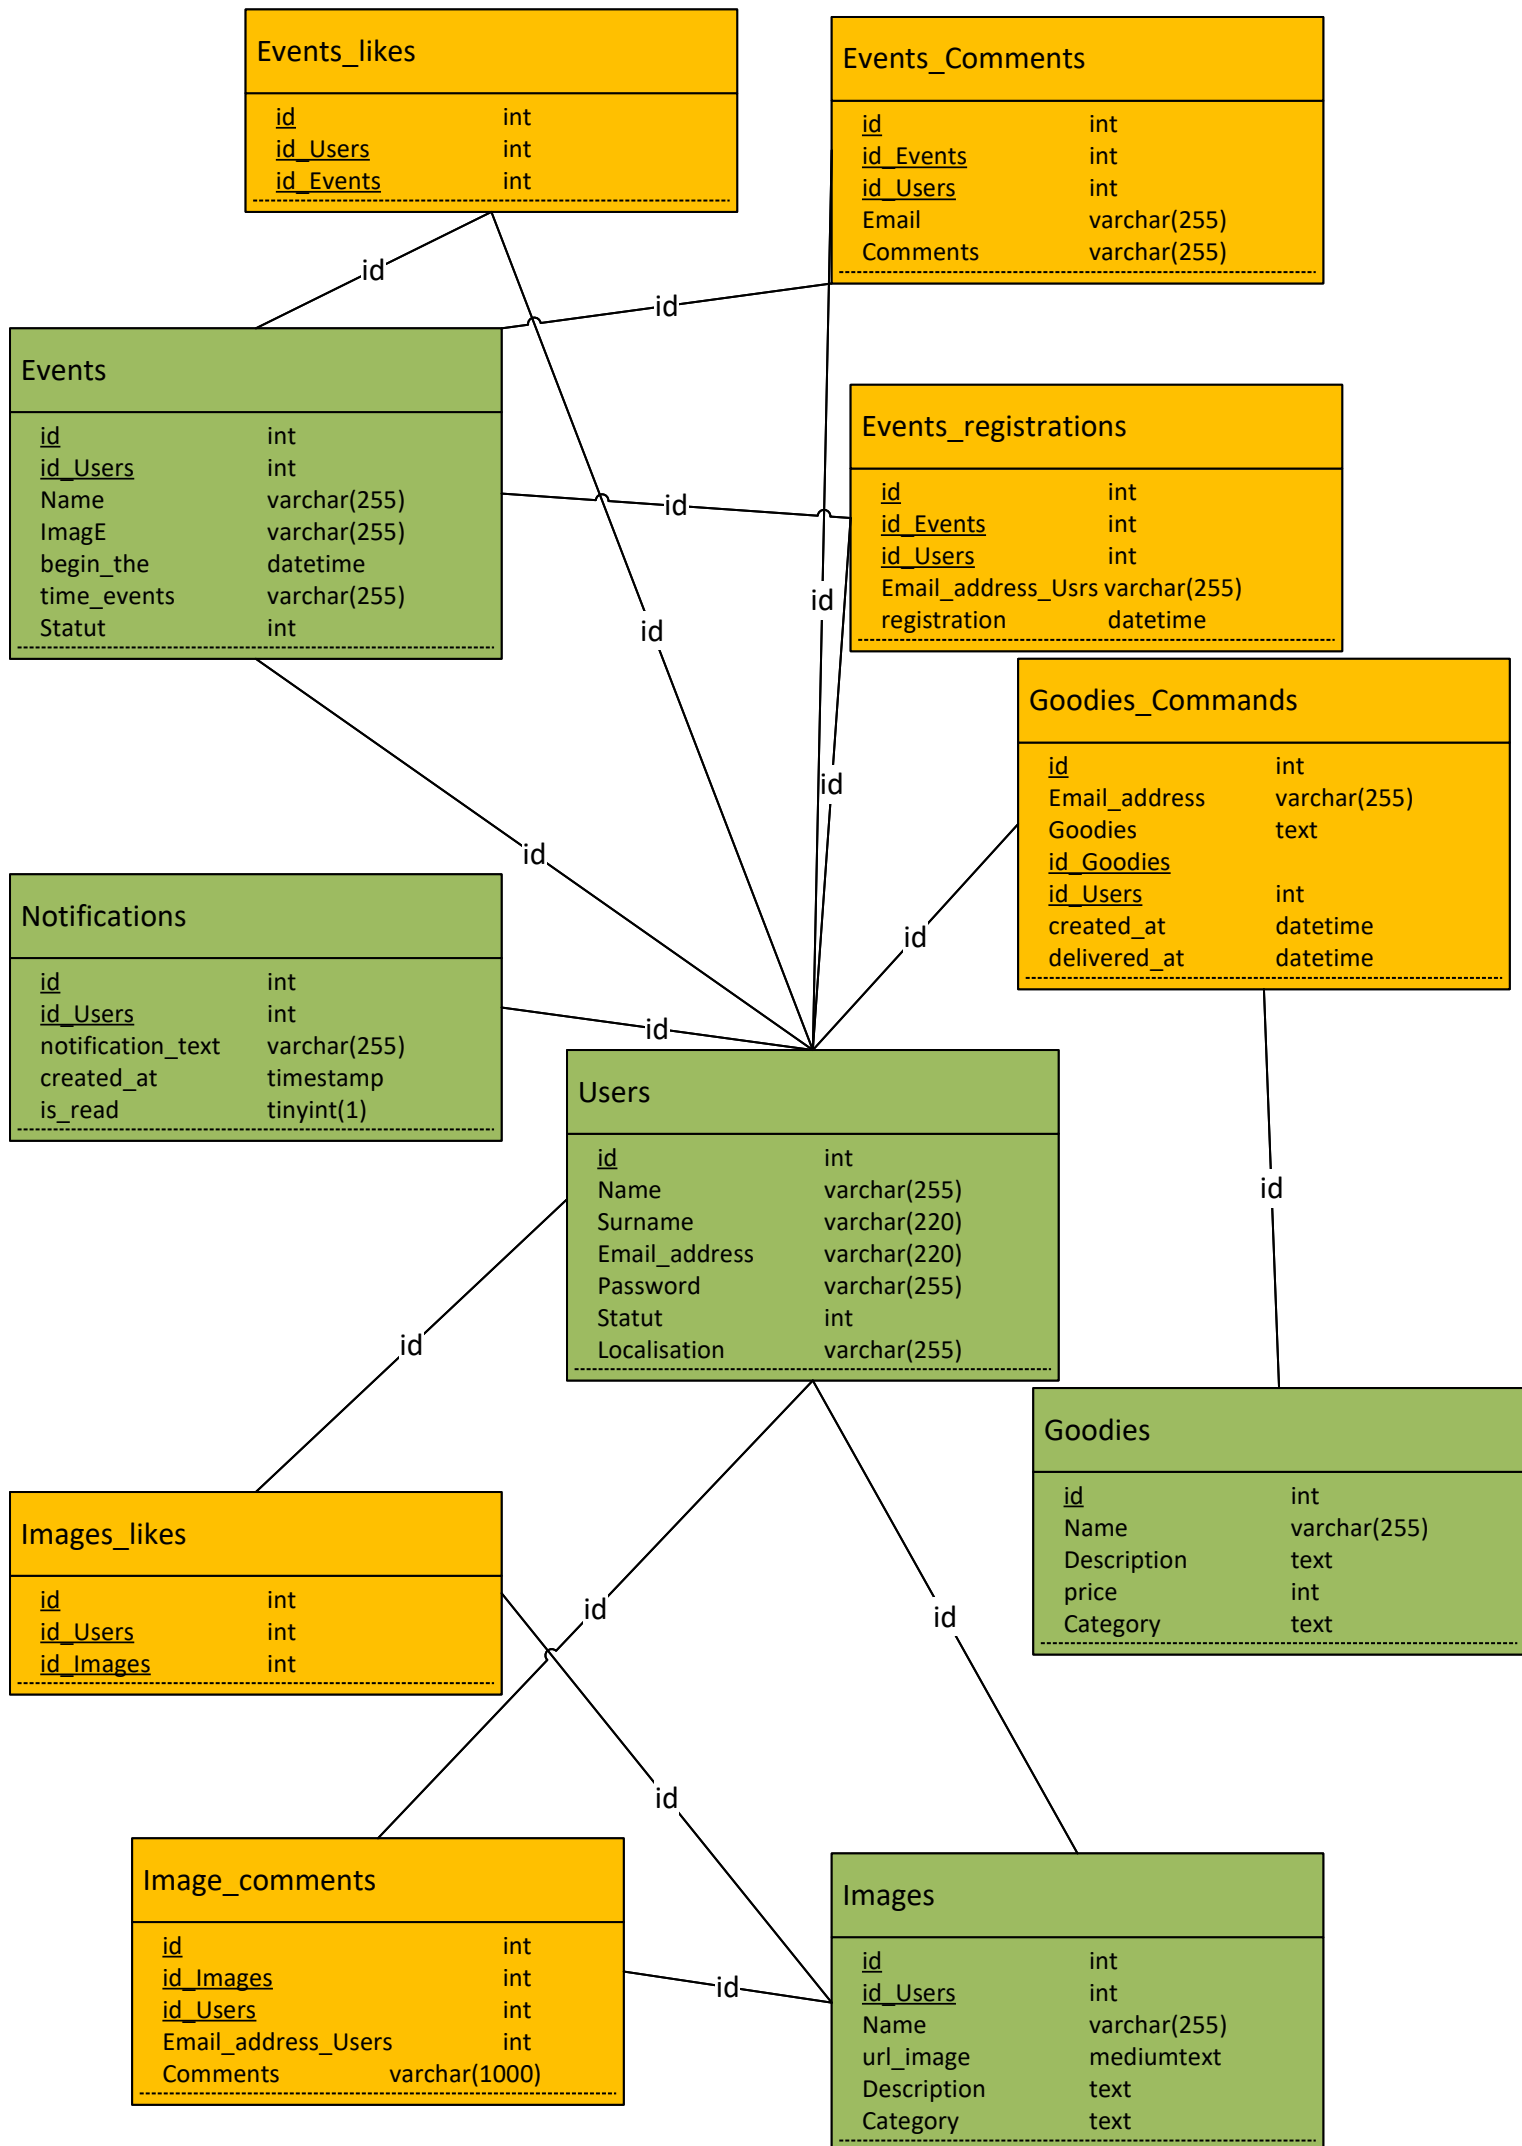 Events_likes
id int
id_Users int
id_Events int
Events_Comments
id int
id_Events int
id_Users int
Email varchar(255)
Comments varchar(255)
id
id
Events
id int
id_Users int
Name varchar(255)
ImagE varchar(255)
begin_the datetime
time_events varchar(255)
Statut int
Events_registrations
id int
id_Events int
id_Users int
Email_address_Usrs varchar(255)
registration datetime
id
id
id
Goodies_Commands
id int
Email_address varchar(255)
Goodies text
id_Goodies
id_Users int
created_at datetime
delivered_at datetime
id
id
id
Notifications
id int
id_Users int
notification_text varchar(255)
created_at timestamp
is_read tinyint(1)
id
Users
id int
Name varchar(255)
Surname varchar(220)
Email_address varchar(220)
Password varchar(255)
Statut int
Localisation varchar(255)
id
id
Goodies
id int
Name varchar(255)
Description text
price int
Category text
Images_likes
id int
id_Users int
id_Images int
id
id
id
Image_comments
id int
id_Images int
id_Users int
Email_address_Users int
Comments varchar(1000)
id
Images
id int
id_Users int
Name varchar(255)
url_image mediumtext
Description text
Category text